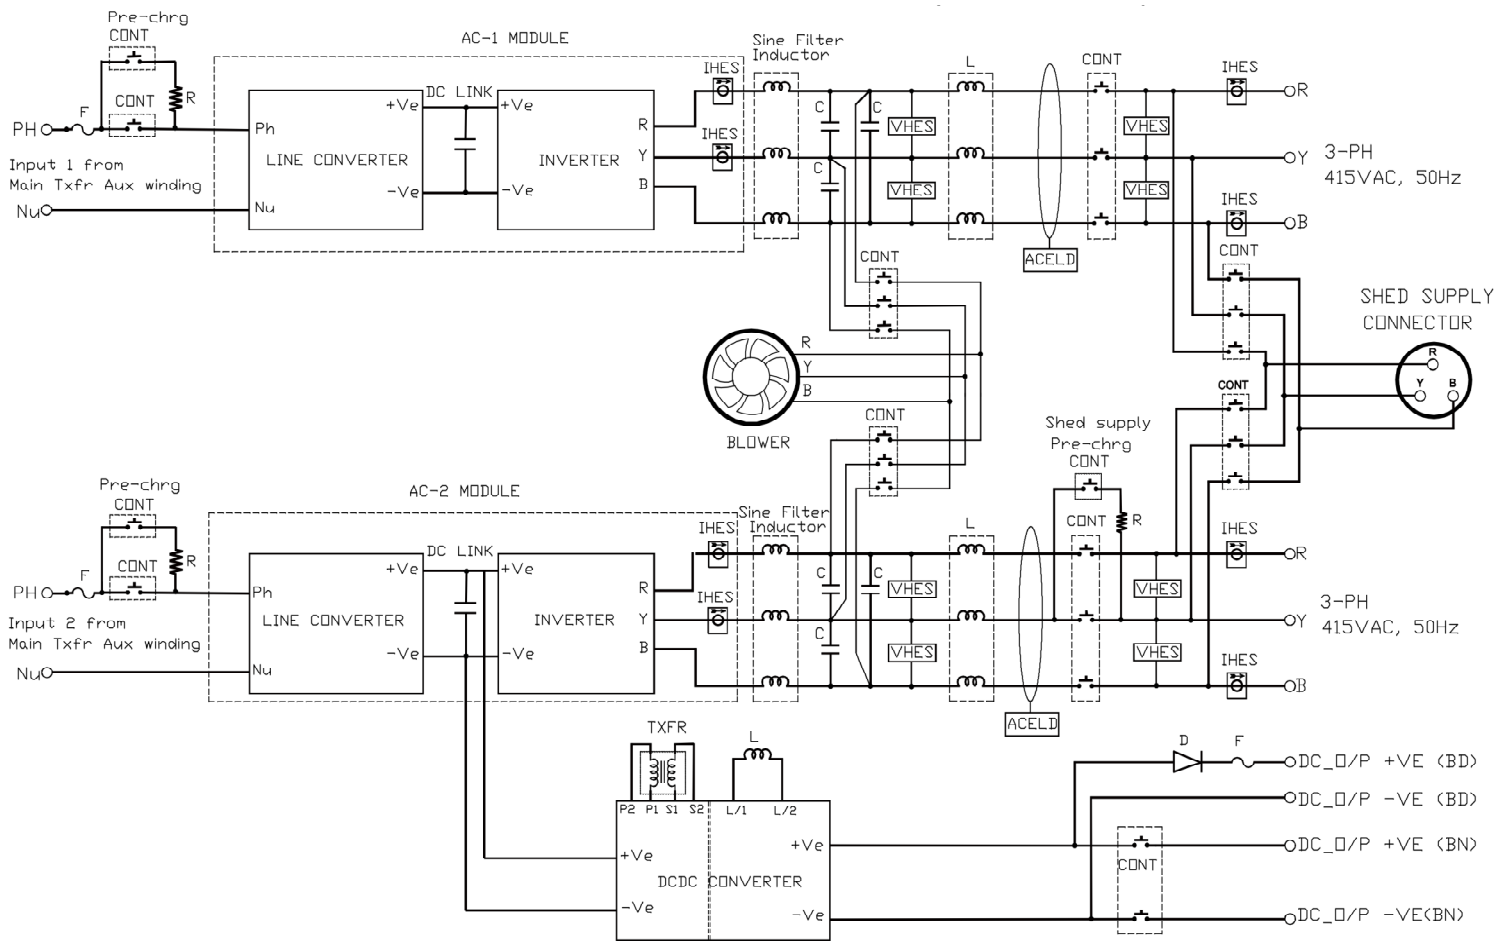 Pre-chrg
CONT
AC-1 MODULE
Sine Filter
Inductor
IHES
L
CONT
IHES
F
CONT
R
+Ve
DC LINK
+Ve
C
C
VHES
VHES
R
PH
Ph
R
IHES
LINE CONVERTER
INVERTER
Y
Y
3-PH
415VAC, 50Hz
Input 1 from
Main Txfr Aux winding
C
-Ve
-Ve
B
VHES
VHES
IHES
Nu
Nu
B
ACELD
CONT
CONT
SHED SUPPLY
CONNECTOR
R
Y
B
R
Y
B
BLOWER
CONT
CONT
Shed supply
Pre-chrg
CONT
Pre-chrg
CONT
AC-2 MODULE
Sine Filter
Inductor
IHES
L
CONT
R
IHES
F
CONT
R
+Ve
DC LINK
+Ve
C
C
VHES
VHES
R
PH
Ph
R
IHES
LINE CONVERTER
INVERTER
Y
Y
3-PH
415VAC, 50Hz
Input 2 from
Main Txfr Aux winding
C
-Ve
-Ve
B
VHES
VHES
IHES
Nu
Nu
B
ACELD
TXFR
L
D
F
DC_O/P +VE (BD)
P2
P1
S1
S2
L/1
L/2
DC_O/P -VE (BD)
+Ve
+Ve
DC_O/P +VE (BN)
CONT
DCDC CONVERTER
-Ve
-Ve
DC_O/P -VE(BN)